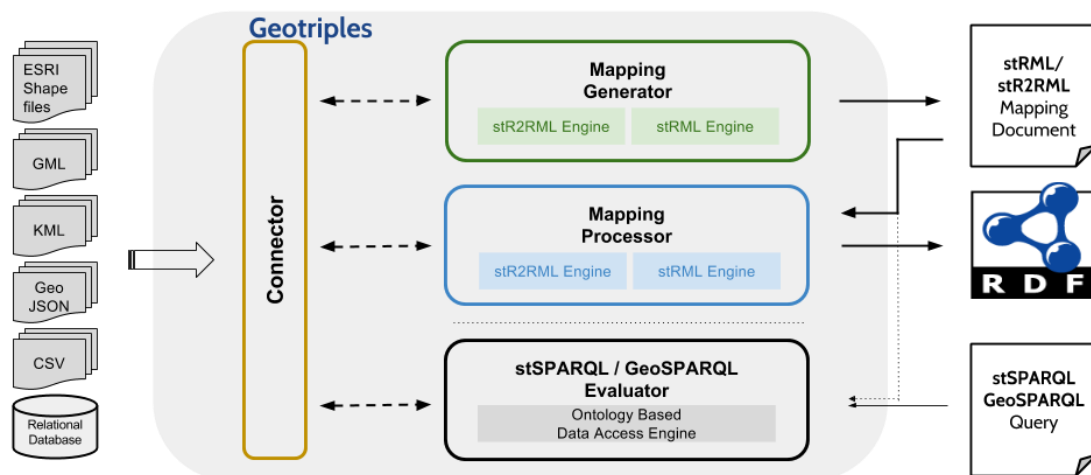 Geotriples
ESRI
Shape
files
GML
KML
Geo
JSON
CSV
Relational
Database
Connector
Mapping
Generator
stR2RML Engine
stRML Engine
Mapping
Processor
stR2RML Engine
stRML Engine
stSPARQL / GeoSPARQL
Evaluator
Ontology Based
Data Access Engine
stRML/
stR2RML
Mapping
Document
RDF
stSPARQL
GeoSPARQL
Query